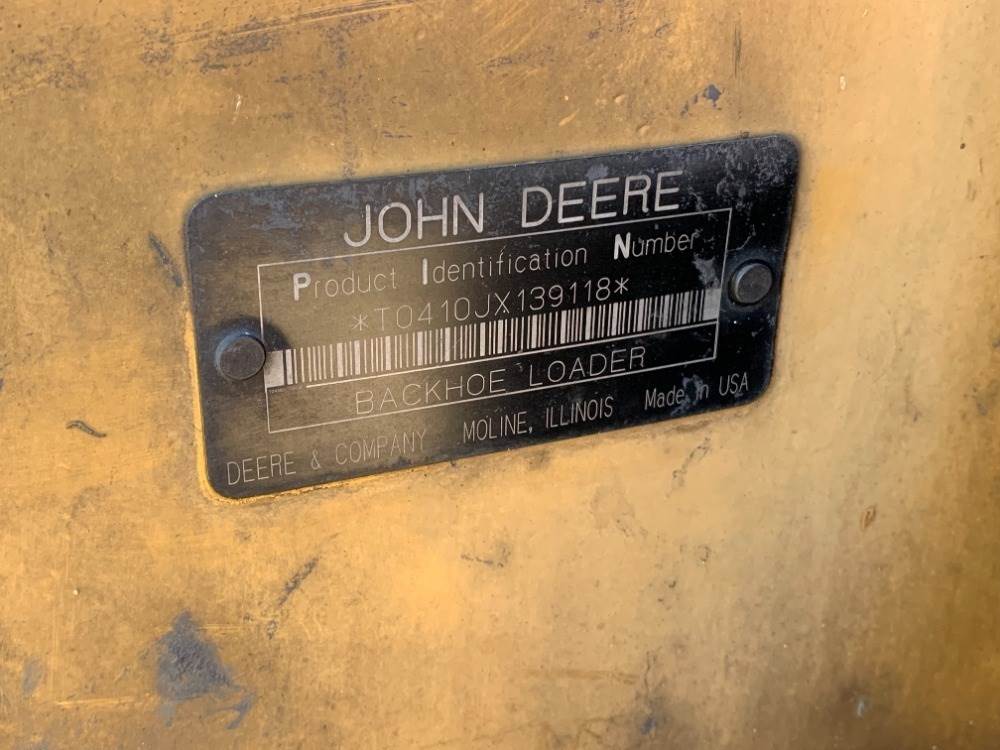 JOHN DEERE
Product Identification Number
*T0410JX139118*
BACKHOE LOADER
DEERE & COMPANY MOLINE, ILLINOIS Made in USA